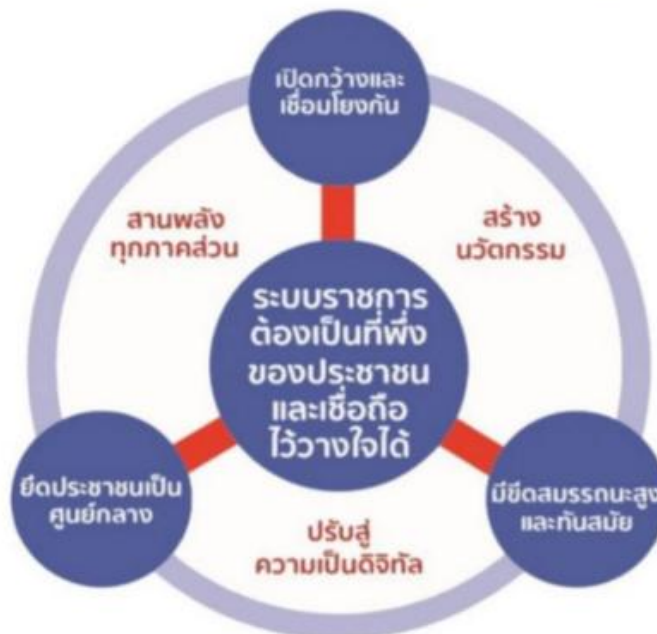 เปิดกว้างและ
เชื่อมโยงกัน
สานพลัง
ทุกภาคส่วน
สร้าง
นวัตกรรม
ระบบราชการ
ต้องเป็นที่พึ่ง
ของประชาชน
และเชื่อถือ
ไว้วางใจได้
ยึดประชาชนเป็น
ศูนย์กลาง
มีขีดสมรรถนะสูง
และทันสมัย
ปรับสู่
ความเป็นดิจิทัล